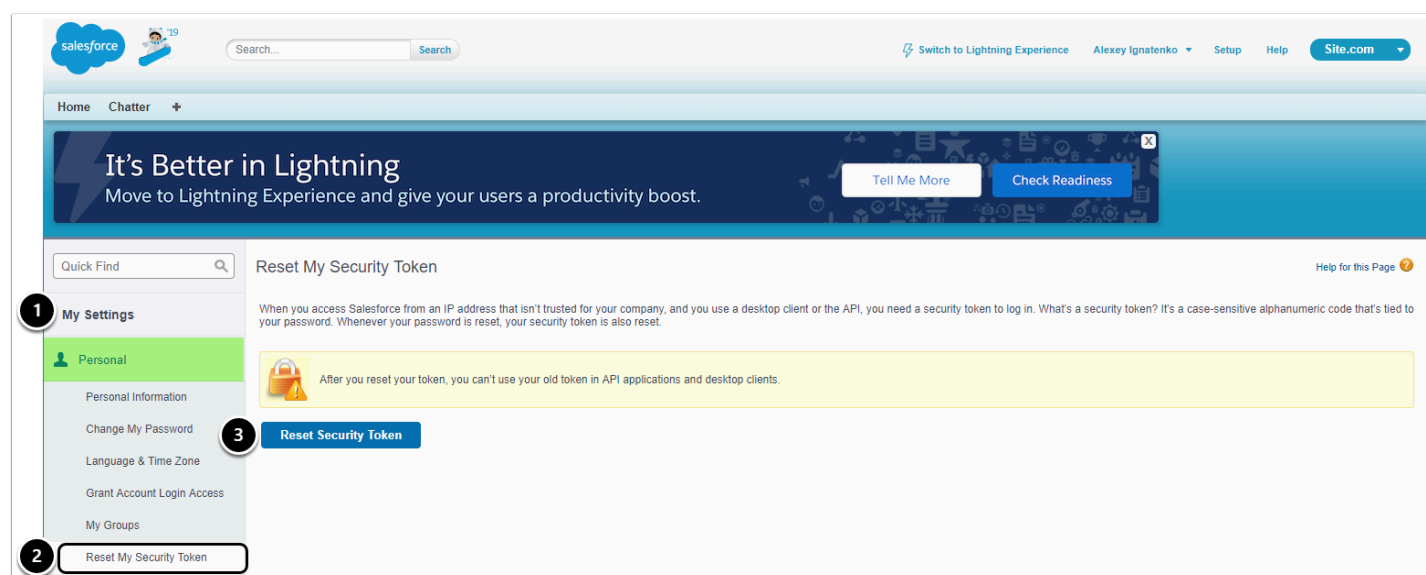 salesforce
'19
Search...
Search
Switch to Lightning Experience
Alexey Ignatenko
Setup
Help
Site.com
Home
Chatter
+
It's Better in Lightning
Move to Lightning Experience and give your users a productivity boost.
Tell Me More
Check Readiness
X
Quick Find
Reset My Security Token
Help for this Page ?
1
My Settings
When you access Salesforce from an IP address that isn't trusted for your company, and you use a desktop client or the API, you need a security token to log in. What's a security token? It's a case-sensitive alphanumeric code that's tied to
your password. Whenever your password is reset, your security token is also reset.
Personal
After you reset your token, you can't use your old token in API applications and desktop clients.
Personal Information
Change My Password
3
Reset Security Token
Language & Time Zone
Grant Account Login Access
My Groups
2
Reset My Security Token